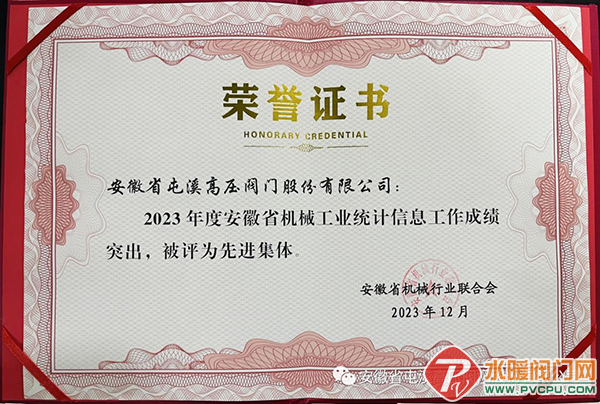 荣誉证书
HONORARY CREDENTIAL
安徽省屯溪高压阀门股份有限公司：
2023年度安徽省机械工业统计信息工作成绩
突出，被评为先进集体。
安徽省机械行业联合会
2023年12月
安徽省屯
水暖阀门网
www.PVCPU.com